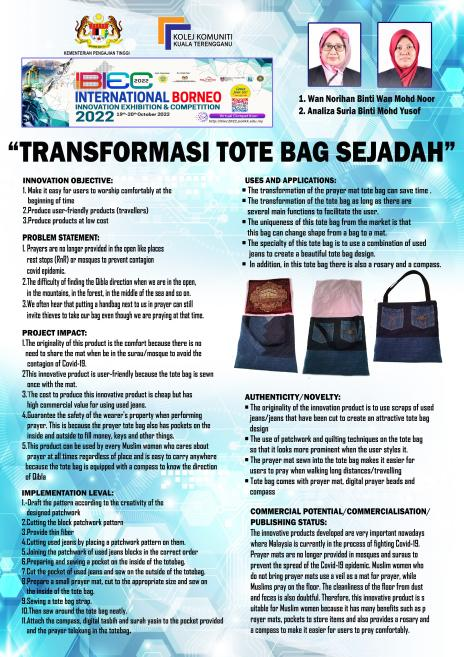 KEMENTERIAN PENGAJIAN TINGGI
KOLEJ KOMUNITI
KUALA TERENGGANU
IBIEC 2022
INTERNATIONAL BORNEO
INNOVATION EXHIBITION & COMPETITION
2022 19th-20th October 2022
1. Wan Norihan Binti Wan Mohd Noor
2. Analiza Suria Binti Mohd Yusof
“TRANSFORMASI TOTE BAG SEJADAH”
INNOVATION OBJECTIVE:
1. Make it easy for users to worship comfortably at the
beginning of time
2.Produce user-friendly products (travellers)
3.Produce products at low cost
PROBLEM STATEMENT:
1. Prayers are no longer provided in the open like places
rest stops (RnR) or mosques to prevent contagion
covid epidemic.
2.The difficulty of finding the Qibla direction when we are in the open,
in the mountains, in the forest, in the middle of the sea and so on.
3.We often hear that putting a handbag next to us in prayer can still
invite thieves to take our bag even though we are praying at that time.
PROJECT IMPACT:
1.The originality of this product is the comfort because there is no
need to share the mat when be in the surau/mosque to avoid the
contagion of Covid-19.
2This innovative product is user-friendly because the tote bag is sewn
once with the mat.
3.The cost to produce this innovative product is cheap but has
high commercial value for using used jeans.
4.Guarantee the safety of the wearer's property when performing
prayer. This is because the prayer tote bag also has pockets on the
inside and outside to fill money, keys and other things.
5.This product can be used by every Muslim women who cares about
prayer at all times regardless of place and is easy to carry anywhere
because the tote bag is equipped with a compass to know the direction
of Qibla
IMPLEMENTATION LEVAL:
1.-Draft the pattern according to the creativity of the
designed patchwork
2.Cutting the block patchwork pattern
3.Provide thin fiber
4.Cutting used jeans by placing a patchwork pattern on them.
5.Joining the patchwork of used jeans blocks in the correct order
6.Preparing and sewing a pocket on the inside of the totebag.
7.Cut the pocket of used jeans and sew on the outside of the totebag.
8.Prepare a small prayer mat, cut to the appropriate size and sew on
the inside of the tote bag.
9.Sewing a tote bag strap.
10.Then sew around the tote bag neatly.
11.Attach the compass, digital tasbih and surah yasin to the pocket provided
and the prayer telekung in the totebag.
USES AND APPLICATIONS:
▪ The transformation of the prayer mat tote bag can save time .
▪ The transformation of the tote bag as long as there are
several main functions to facilitate the user.
▪ The uniqueness of this tote bag from the market is that
this bag can change shape from a bag to a mat.
▪ The specialty of this tote bag is to use a combination of used
jeans to create a beautiful tote bag design.
▪ In addition, in this tote bag there is also a rosary and a compass.
AUTHENTICITY/NOVELTY:
▪ The originality of the innovation product is to use scraps of used
jeans/jeans that have been cut to create an attractive tote bag
design
▪ The use of patchwork and quilting techniques on the tote bag
so that it looks more prominent when the user styles it.
▪ The prayer mat sewn into the tote bag makes it easier for
users to pray when walking long distances/travelling
▪ Tote bag comes with prayer mat, digital prayer beads and
compass
COMMERCIAL POTENTIAL/COMMERCIALISATION/
PUBLISHING STATUS:
The innovative products developed are very important nowadays
where Malaysia is currently in the process of fighting Covid-19.
Prayer mats are no longer provided in mosques and suraus to
prevent the spread of the Covid-19 epidemic. Muslim women who
do not bring prayer mats use a veil as a mat for prayer, while
Muslims pray on the floor. The cleanliness of the floor from dust
and feces is also doubtful. Therefore, this innovative product is s
uitable for Muslim women because it has many benefits such as p
rayer mats, pockets to store items and also provides a rosary and
a compass to make it easier for users to pray comfortably.